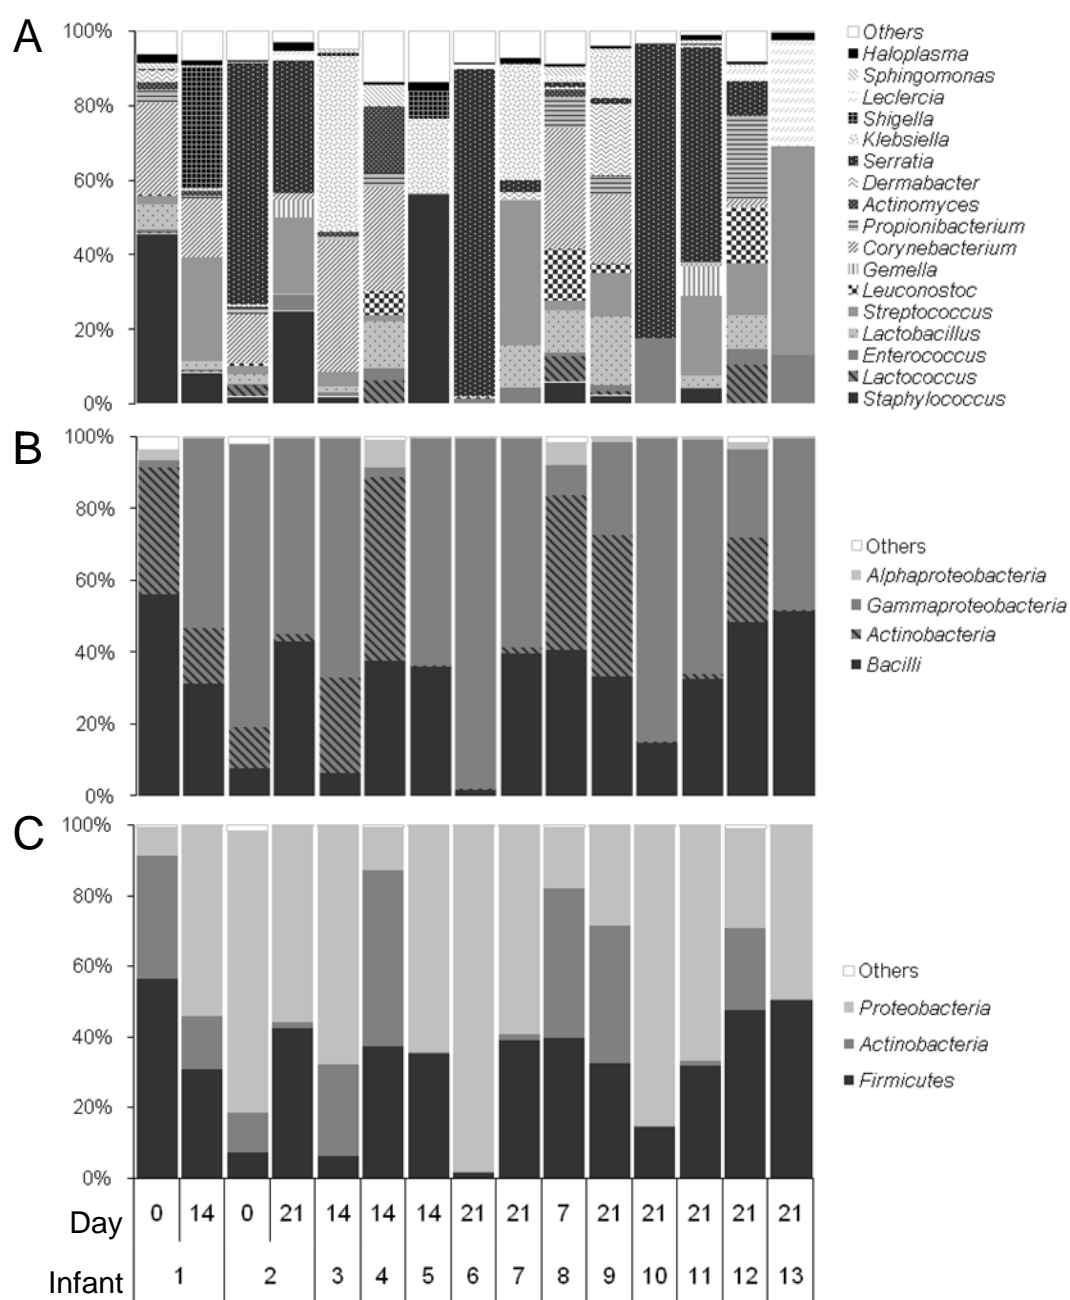 A
100%
80%
60%
40%
20%
0%
Others
Haloplasma
Sphingomonas
Leclercia
Shigella
Klebsiella
Serratia
Dermabacter
Actinomyces
Propionibacterium
Corynebacterium
Gemella
Leuconostoc
Streptococcus
Lactobacillus
Enterococcus
Lactococcus
Staphylococcus
B
100%
80%
60%
40%
20%
0%
Others
Alphaproteobacteria
Gammaproteobacteria
Actinobacteria
Bacilli
C
100%
80%
60%
40%
20%
0%
Others
Proteobacteria
Actinobacteria
Firmicutes
Day 0 14 0 21 14 14 14 21 21 7 21 21 21 21 21
Infant 1 2 3 4 5 6 7 8 9 10 11 12 13